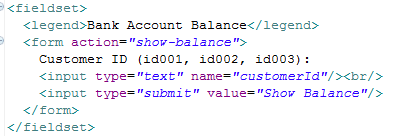 <fieldset>
<legend>Bank Account Balance</legend>
<form action="show-balance">
Customer ID (id001, id002, id003):
<input type="text" name="customerId"/><br/>
<input type="submit" value="Show Balance"/>
</form>
</fieldset>